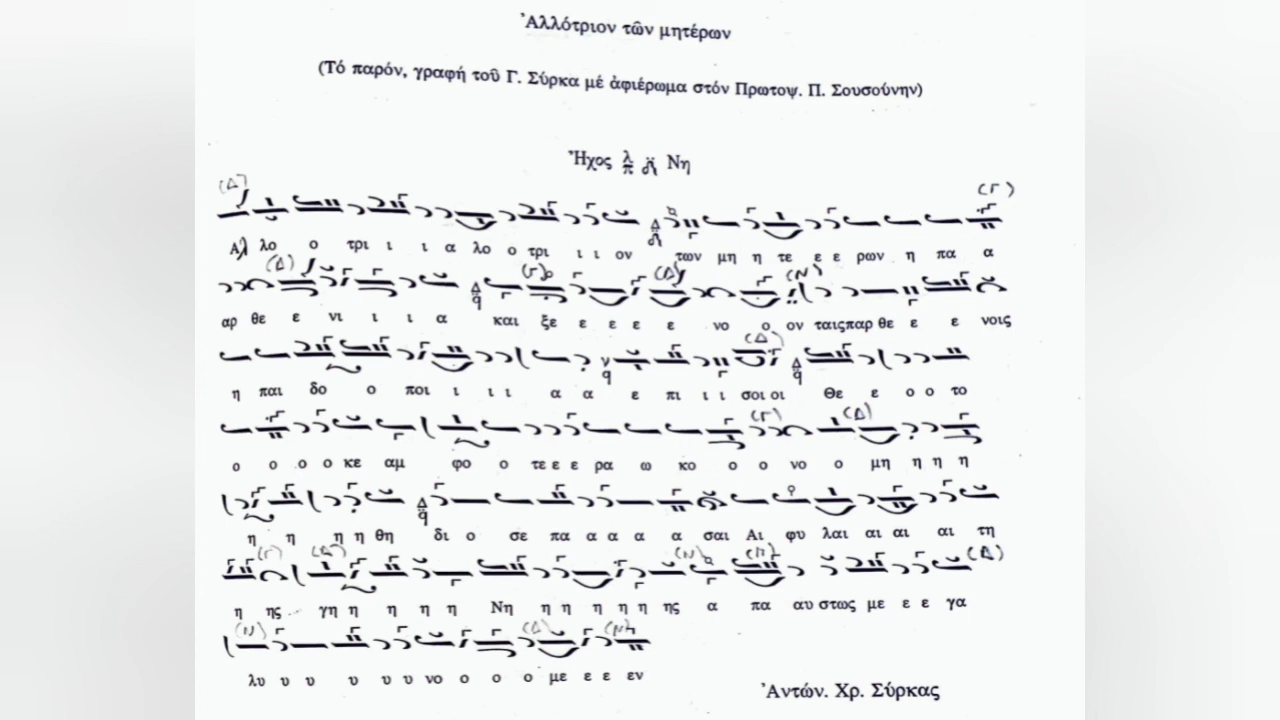 Ἀλλότριον τῶν μητέρων
(Τό παρόν, γραφή τοῦ Γ. Σύρκα μέ ἀφιέρωμα στόν Πρωτοψ. Π. Σουσούνην)
Ἦχος λ π Νη
(Δ) (Γ)
Αλ λο ο τρι ι ι α λο ο τρι ι ι ον των μη η τε ε ε ρων η πα α
(Δ) (Γ) (Δ) (Ν)
αρ θε ε νι ι ι α και ξε ε ε ε ε νο ο ον ταις παρ θε ε ε νοις
(Δ)
η παι δο ο ποι ι ι ι α α ε πι ι ι σοι οι Θε ε ο ο το
(Γ) (Δ)
ο ο ο ο κε αμ φο ο τε ε ε ρα ω κο ο ο νο ο μη η η η
η η η η θη δι ο σε πα α α α α σαι Αι φυ λαι αι αι αι τη
(Γ) (Δ) (Ν) (Π) (Δ)
η ης γη η η η η Νη η η η η η ης α πα αυ στως με ε ε γα
(Ν) (Δ) (Ν)
λυ υ υ υ υ υ νο ο ο ο με ε ε εν
Ἀντών. Χρ. Σύρκας